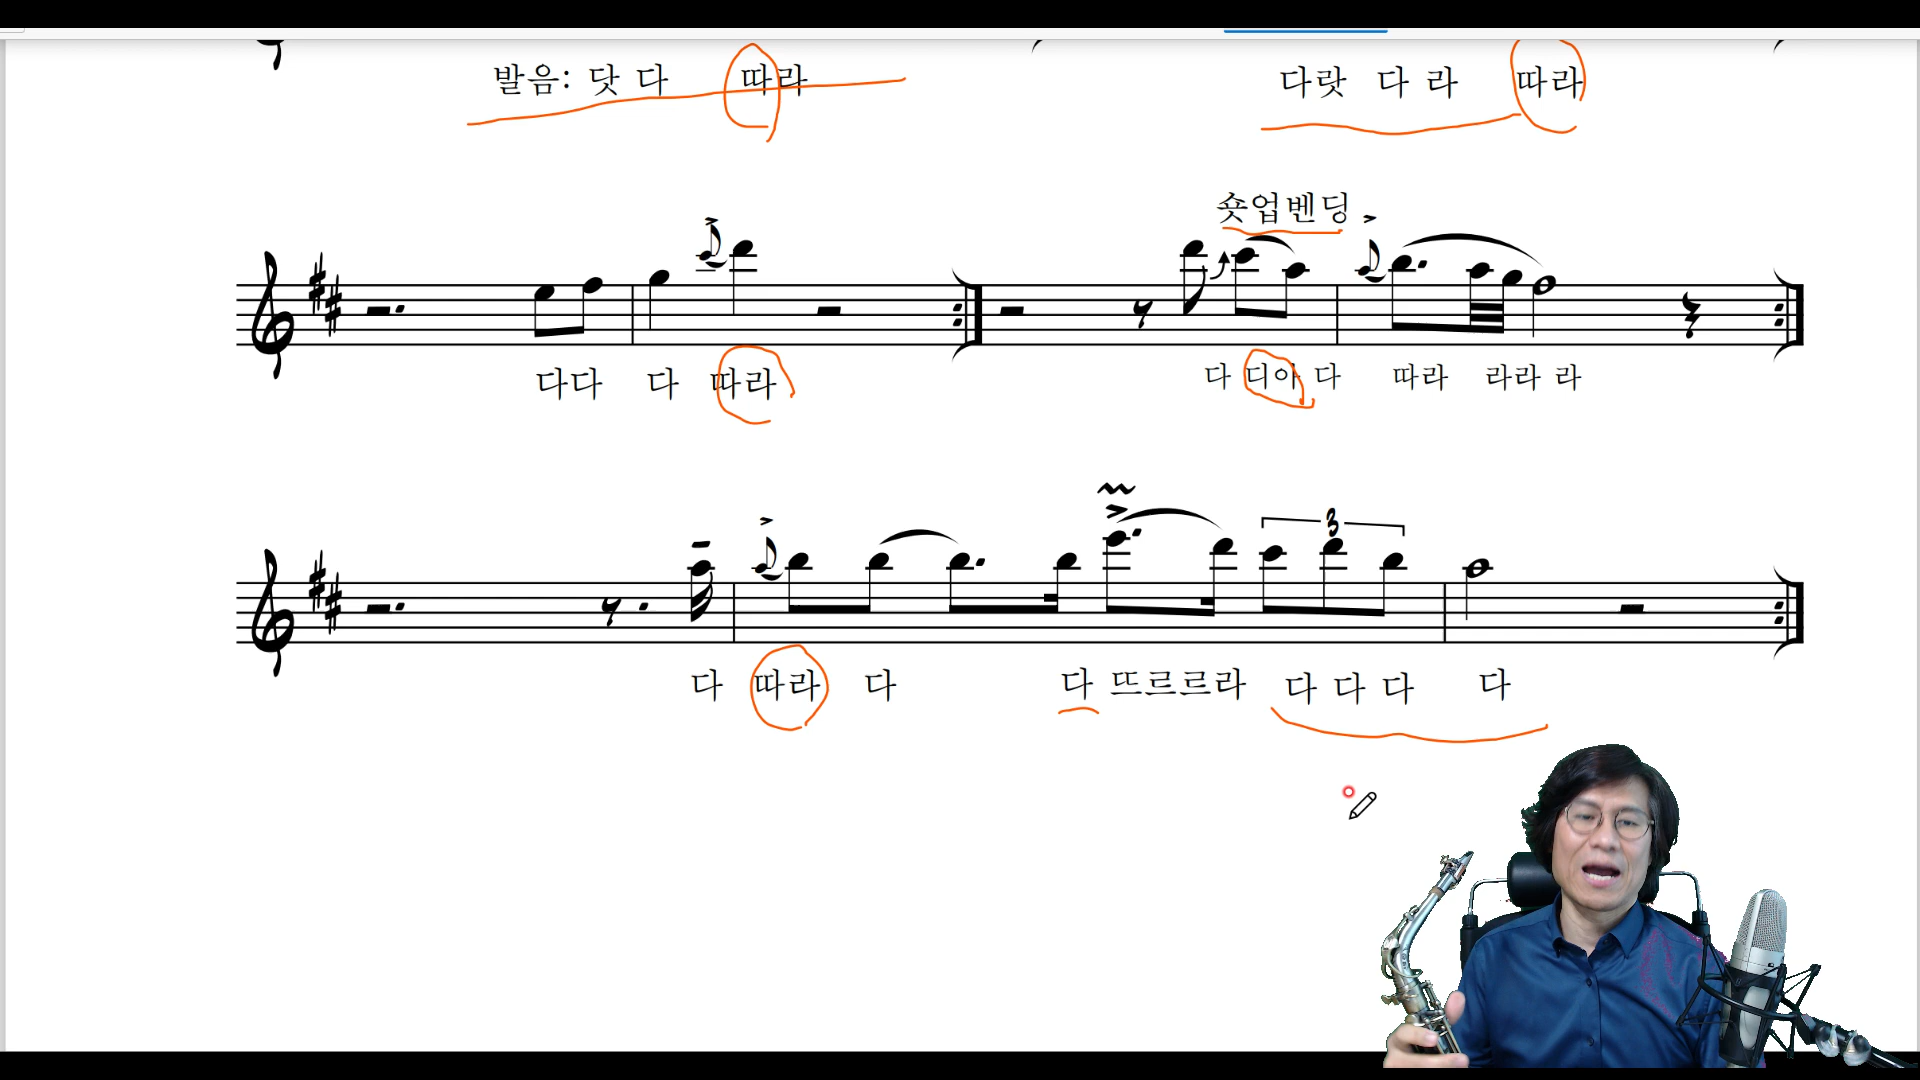 발음: 닷 다 따라 다랏 다 라 따라
숏업벤딩
다다 다 따라 다 디아 다 따라 라라 라
3
다 따라 다 다 뜨르르라 다 다 다 다